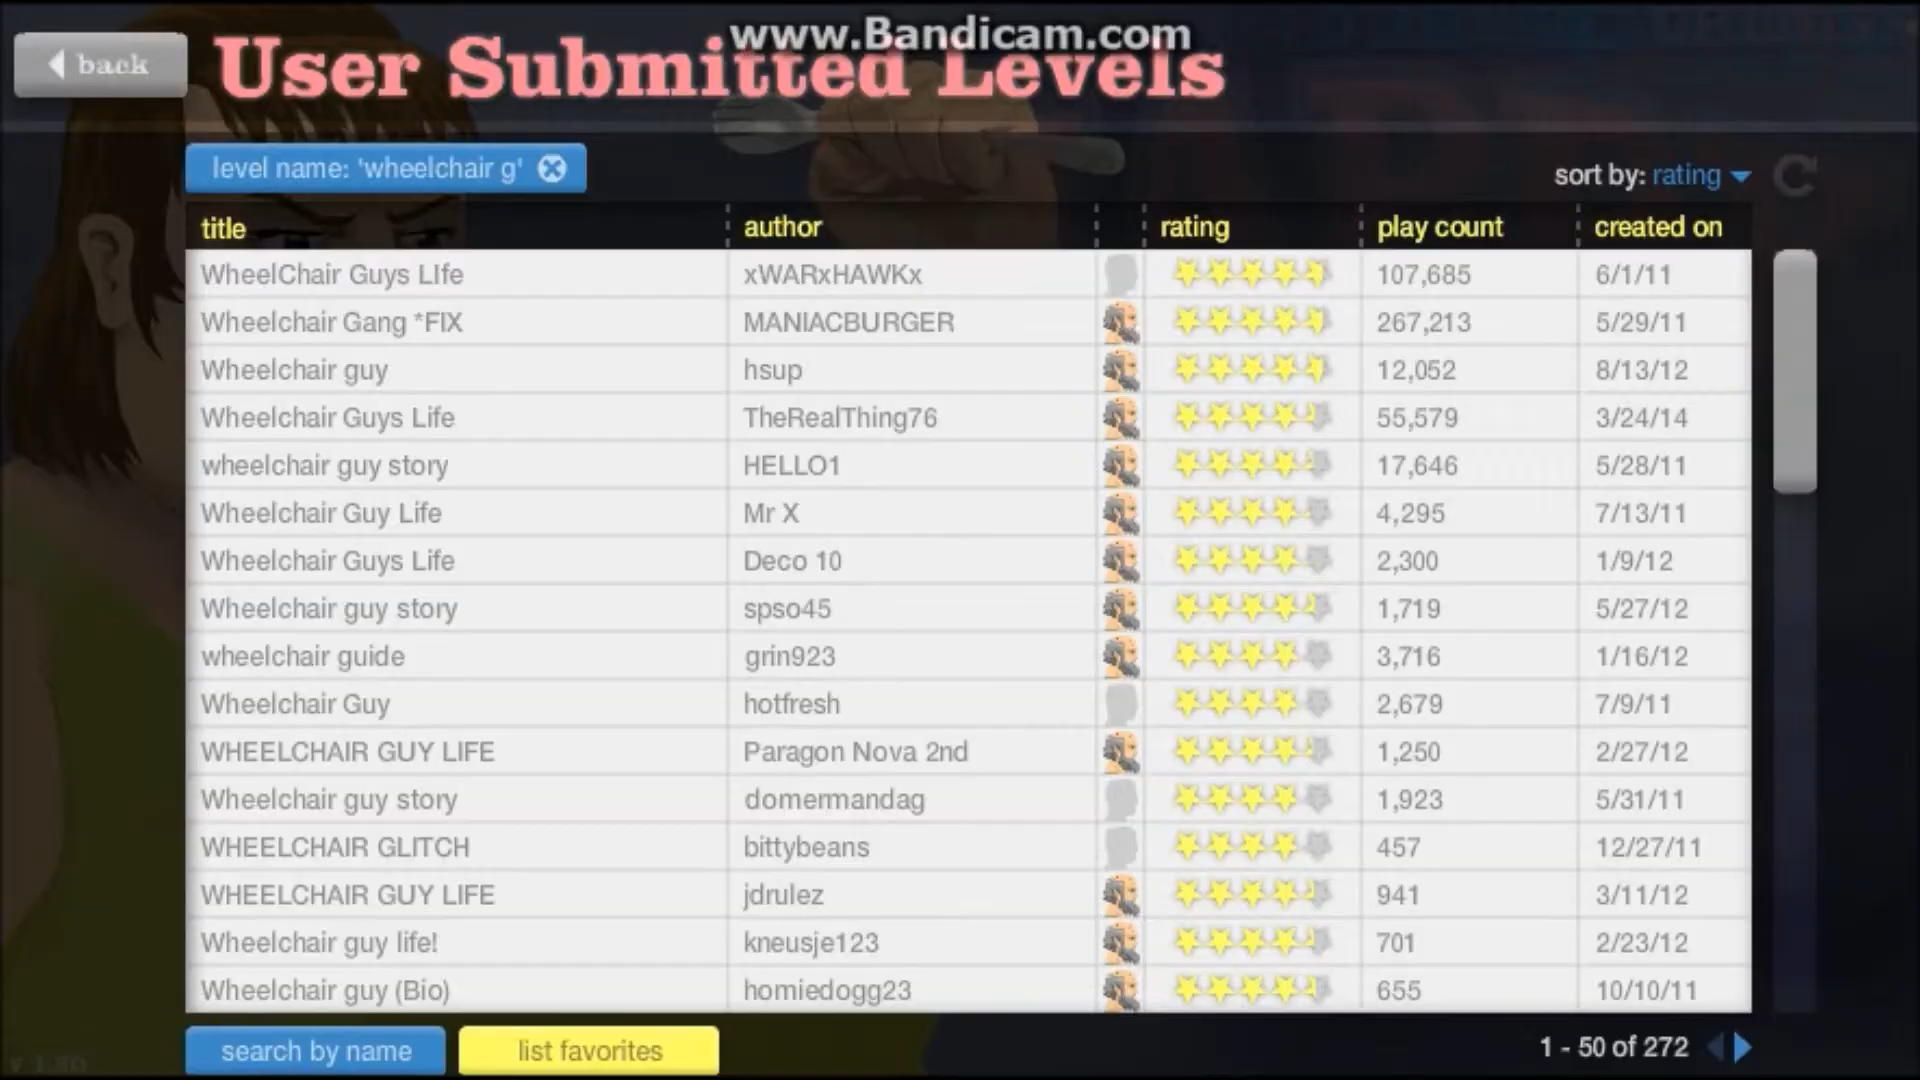 www.Bandicam.com
back
User Submitted Levels
level name: 'wheelchair g'
sort by: rating
title author rating play count created on
WheelChair Guys LIfe xWARxHAWKx 107,685 6/1/11
Wheelchair Gang *FIX MANIACBURGER 267,213 5/29/11
Wheelchair guy hsup 12,052 8/13/12
Wheelchair Guys Life TheRealThing76 55,579 3/24/14
wheelchair guy story HELLO1 17,646 5/28/11
Wheelchair Guy Life Mr X 4,295 7/13/11
Wheelchair Guys Life Deco 10 2,300 1/9/12
Wheelchair guy story spso45 1,719 5/27/12
wheelchair guide grin923 3,716 1/16/12
Wheelchair Guy hotfresh 2,679 7/9/11
WHEELCHAIR GUY LIFE Paragon Nova 2nd 1,250 2/27/12
Wheelchair guy story domermandag 1,923 5/31/11
WHEELCHAIR GLITCH bittybeans 457 12/27/11
WHEELCHAIR GUY LIFE jdrulez 941 3/11/12
Wheelchair guy life! kneusje123 701 2/23/12
Wheelchair guy (Bio) homiedogg23 655 10/10/11
search by name list favorites 1 - 50 of 272